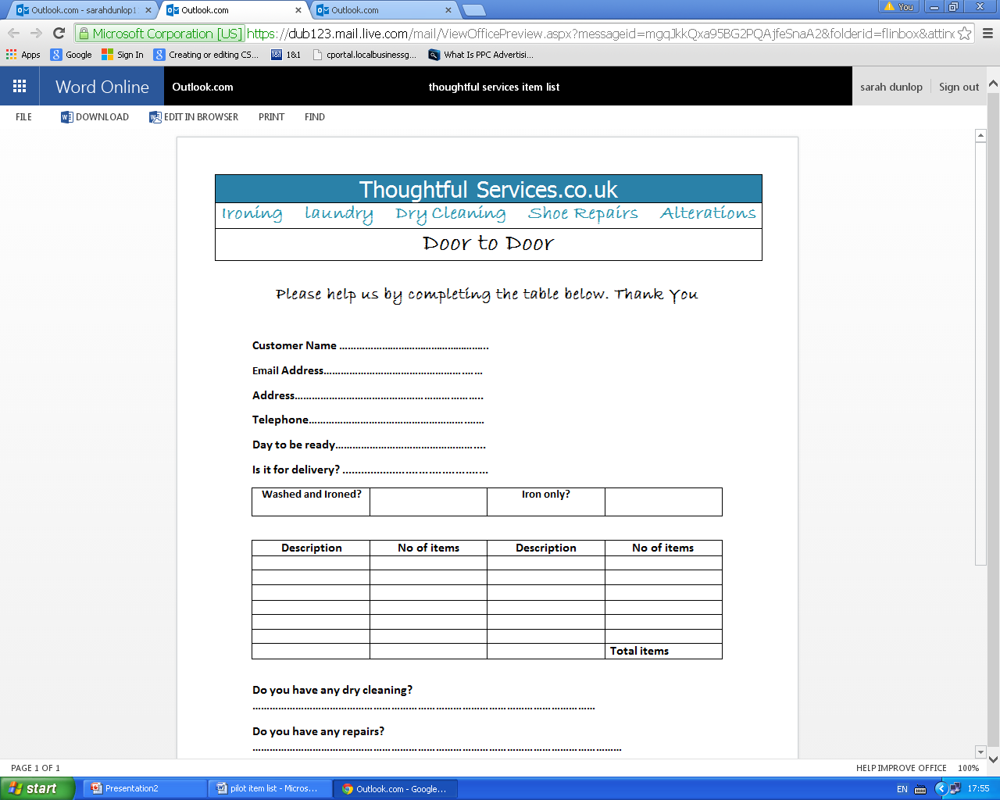 Outlook.com - sarahdunlop1 Outlook.com Outlook.com You
Microsoft Corporation [US] https://dub123.mail.live.com/mail/ViewOfficePreview.aspx?messageid=mgqJkkQxa95BG2PQAjfeSnaA2&folderid=flinbox&attinc
Apps Google Sign In Creating or editing CS... 1&1 cportal.localbusinessg... What Is PPC Advertisi...
Word Online Outlook.com thoughtful services item list sarah dunlop Sign out
FILE DOWNLOAD EDIT IN BROWSER PRINT FIND
Thoughtful Services.co.uk
Ironing laundry Dry Cleaning Shoe Repairs Alterations
Door to Door
Please help us by completing the table below. Thank You
Customer Name ....................................................
Email Address....................................................
Address....................................................
Telephone....................................................
Day to be ready....................................................
Is it for delivery? ....................................................
Washed and Ironed? Iron only?
Description No of items Description No of items
Total items
Do you have any dry cleaning?
....................................................
Do you have any repairs?
....................................................
PAGE 1 OF 1 HELP IMPROVE OFFICE 100%
start Presentation2 pilot item list - Micros... Outlook.com - Google... EN 17:55